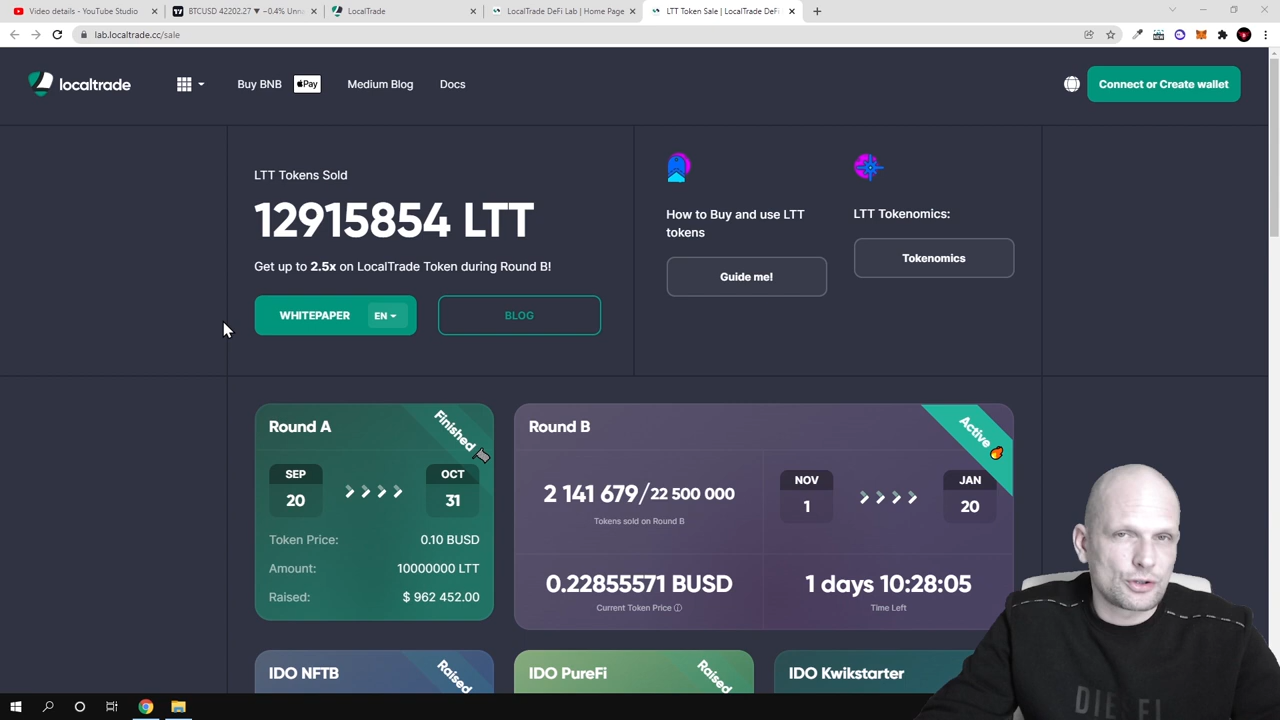 Video details - YouTube Studio
BTCUSD 42202.27 ▼ −0.4% Unna
LocalTrade
LocalTrade DeFi Lab | Home Page
LTT Token Sale | LocalTrade DeFi
lab.localtrade.cc/sale
localtrade
Buy BNB
Pay
Medium Blog
Docs
Connect or Create wallet
LTT Tokens Sold
12915854 LTT
Get up to 2.5x on LocalTrade Token during Round B!
WHITEPAPER
EN
BLOG
How to Buy and use LTT
tokens
Guide me!
LTT Tokenomics:
Tokenomics
Round A
Finished
SEP
20
OCT
31
Token Price:
0.10 BUSD
Amount:
10000000 LTT
Raised:
$ 962 452.00
Round B
Active
2 141 679/22 500 000
Tokens sold on Round B
NOV
1
JAN
20
0.22855571 BUSD
Current Token Price
1 days 10:28:05
Time Left
IDO NFTB
Raised
IDO PureFi
Raised
IDO Kwikstarter
DIESEL